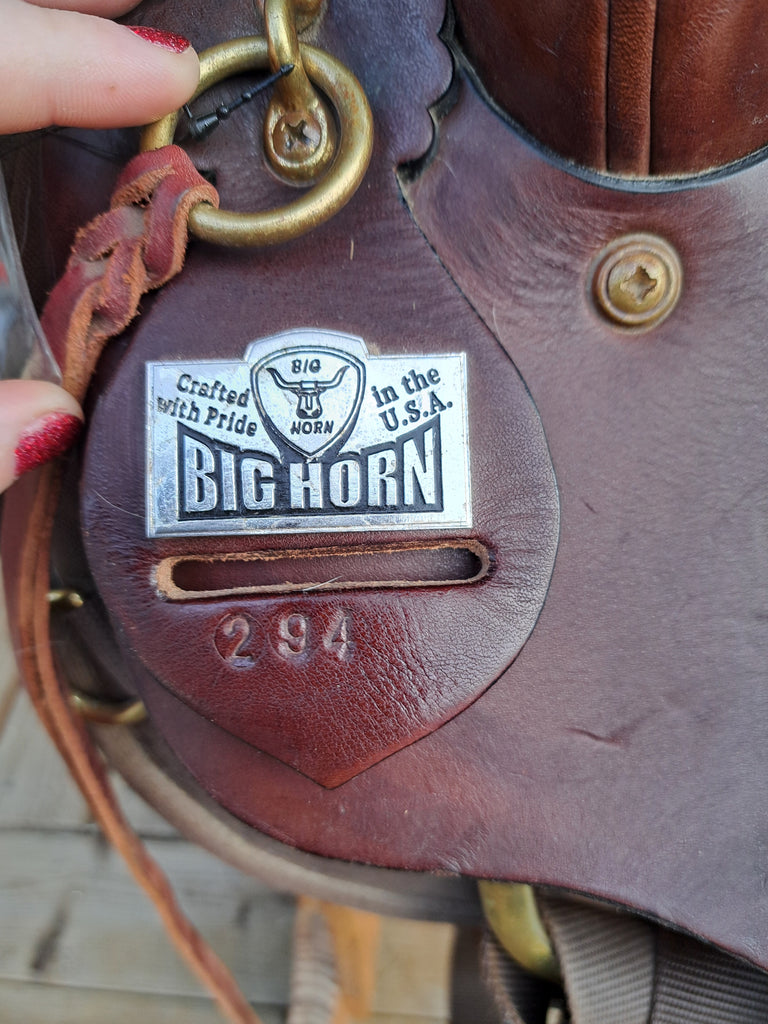 BIG
HORN
Crafted
with Pride
in the
U.S.A.
BIG HORN
294